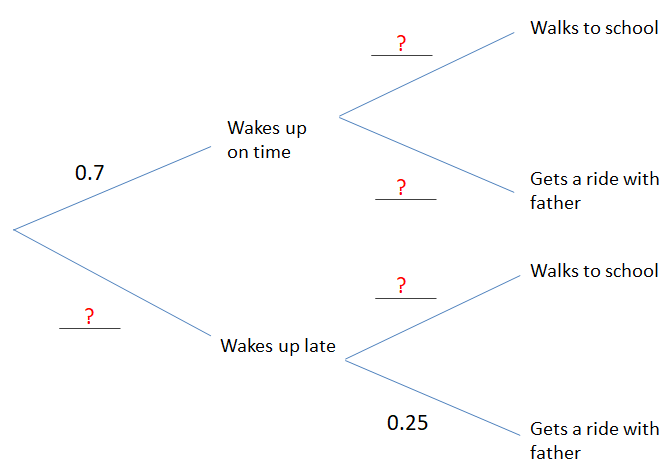 Walks to school
?
Wakes up
on time
0.7
Gets a ride with
father
?
Walks to school
?
?
Wakes up late
0.25
Gets a ride with
father